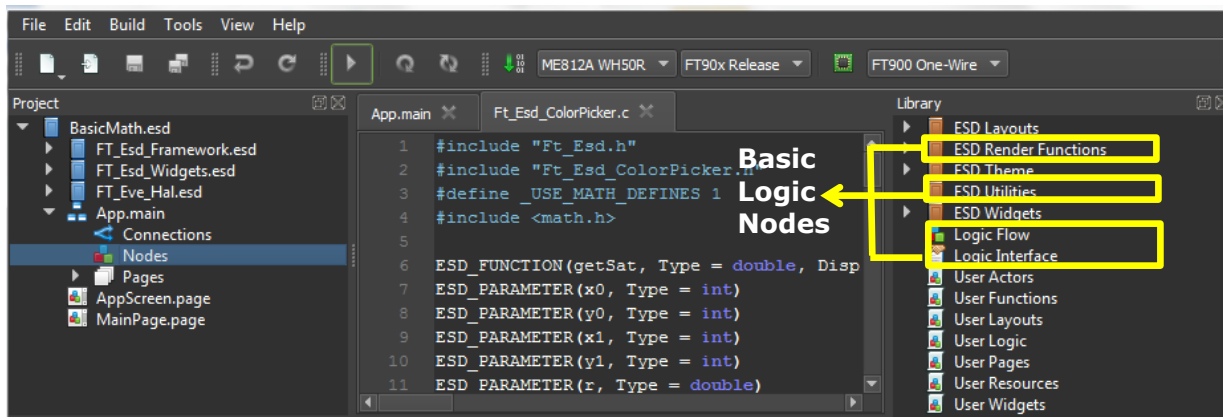 File Edit Build Tools View Help
ME812A WH50R FT90x Release FT900 One-Wire
Project
BasicMath.esd
FT_Esd_Framework.esd
FT_Esd_Widgets.esd
FT_Eve_Hal.esd
App.main
Connections
Nodes
Pages
AppScreen.page
MainPage.page
App.main Ft_Esd_ColorPicker.c
1 #include "Ft_Esd.h"
2 #include "Ft_Esd_ColorPicker.h"
3 #define _USE_MATH_DEFINES 1
4 #include <math.h>
5
6 ESD_FUNCTION(getSat, Type = double, Disp
7 ESD_PARAMETER(x0, Type = int)
8 ESD_PARAMETER(y0, Type = int)
9 ESD_PARAMETER(x1, Type = int)
10 ESD_PARAMETER(y1, Type = int)
11 ESD_PARAMETER(r, Type = double)
Basic
Logic
Nodes
Library
ESD Layouts
ESD Render Functions
ESD Theme
ESD Utilities
ESD Widgets
Logic Flow
Logic Interface
User Actors
User Functions
User Layouts
User Logic
User Pages
User Resources
User Widgets